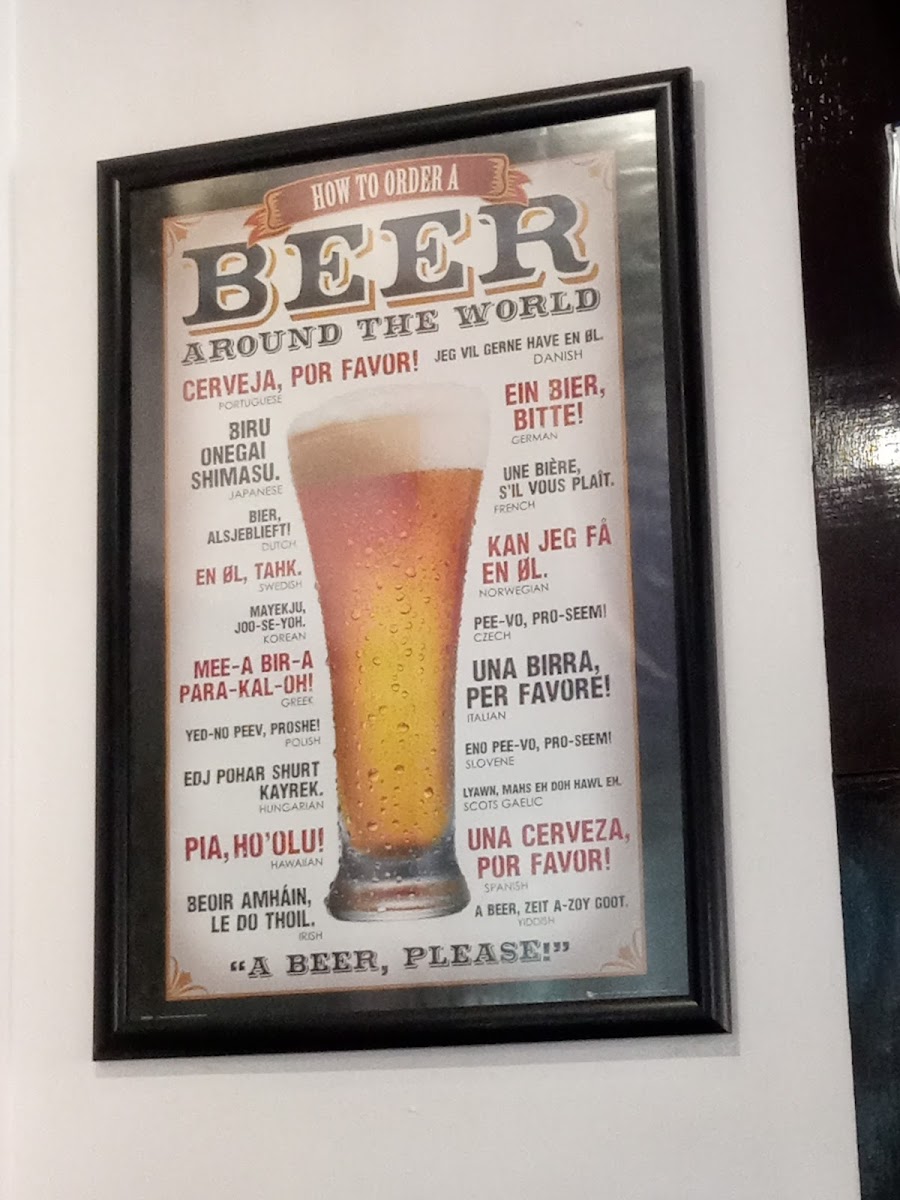 HOW TO ORDER A
BEER
AROUND THE WORLD
CERVEJA, POR FAVOR!
PORTUGUESE
JEG VIL GERNE HAVE EN ØL.
DANISH
BIRU
ONEGAI
SHIMASU.
JAPANESE
EIN BIER,
BITTE!
GERMAN
BIER,
ALSJEBLIEFT!
DUTCH
UNE BIÈRE,
S'IL VOUS PLAÎT.
FRENCH
EN ØL, TAHK.
SWEDISH
KAN JEG FÅ
EN ØL.
NORWEGIAN
MAYEKJU,
JOO-SE-YOH.
KOREAN
PEE-VO, PRO-SEEM!
CZECH
MEE-A BIR-A
PARA-KAL-OH!
GREEK
UNA BIRRA,
PER FAVORE!
ITALIAN
YED-NO PEEV, PROSHE!
POLISH
ENO PEE-VO, PRO-SEEM!
SLOVENE
EDJ POHAR SHURT
KAYREK.
HUNGARIAN
LYAWN, MAHS EH DOH HAWL EH.
SCOTS GAELIC
PIA, HO'OLU!
HAWAIIAN
UNA CERVEZA,
POR FAVOR!
SPANISH
BEOIR AMHÁIN,
LE DO THOIL.
IRISH
A BEER, ZEIT A-ZOY GOOT.
YIDDISH
“A BEER, PLEASE!”